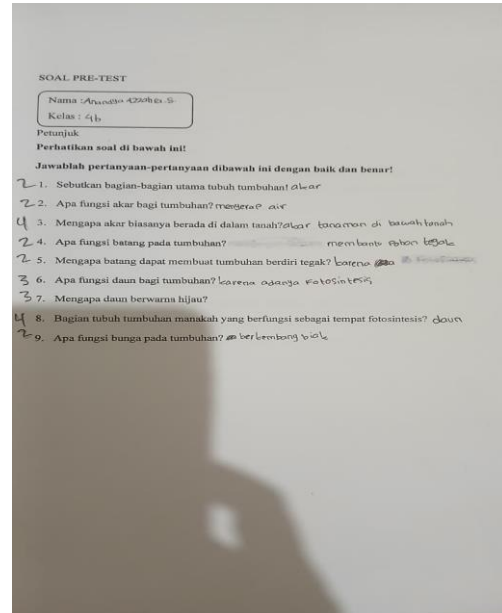 SOAL PRE-TEST
Nama :
Kelas : 4b
Petunjuk
Perhatikan soal di bawah ini!
Jawablah pertanyaan-pertanyaan dibawah ini dengan baik dan benar!
2 1. Sebutkan bagian-bagian utama tubuh tumbuhan! akar
2 2. Apa fungsi akar bagi tumbuhan? mengerap air
4 3. Mengapa akar biasanya berada di dalam tanah? akar tanaman di bawah tanah
2 4. Apa fungsi batang pada tumbuhan? membantu pohon tegak
2 5. Mengapa batang dapat membuat tumbuhan berdiri tegak? karena
3 6. Apa fungsi daun bagi tumbuhan? karena adanya Fotosintesis
3 7. Mengapa daun berwarna hijau?
4 8. Bagian tubuh tumbuhan manakah yang berfungsi sebagai tempat fotosintesis? daun
2 9. Apa fungsi bunga pada tumbuhan? berkembang biak